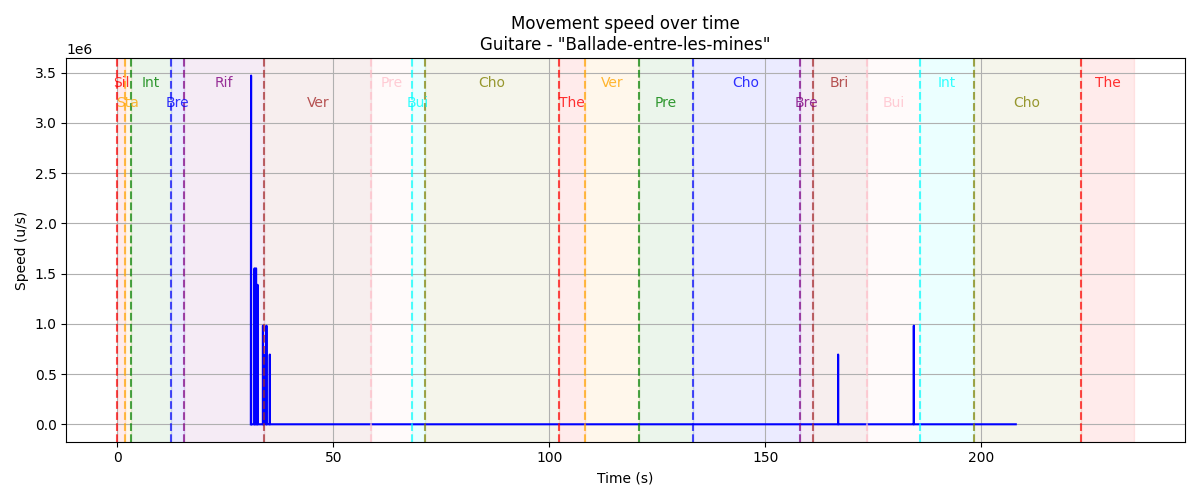 Movement speed over time
Guitare - "Ballade-entre-les-mines"
1e6
Sil Int Rif Pre Cho Ver Cho Bri Int The
Sta Bre Ver Bui The Pre Bre Bui Cho
3.5
3.0
2.5
2.0
1.5
1.0
0.5
0.0
Speed (u/s)
0 50 100 150 200
Time (s)